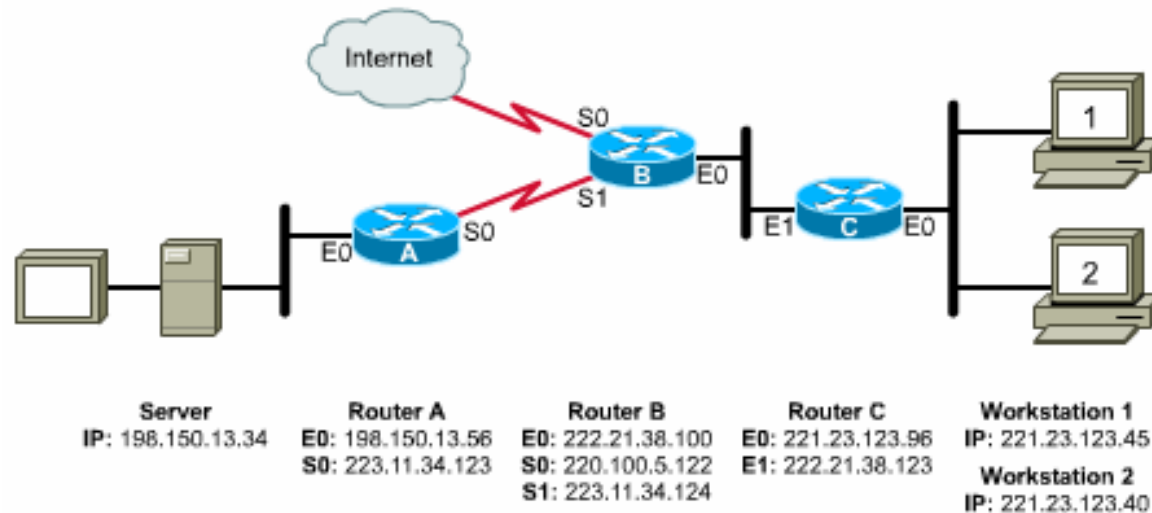 Internet
S0
B
E0
S1
1
E0
A
S0
E1
C
E0
2
Server
IP: 198.150.13.34
Router A
E0: 198.150.13.56
S0: 223.11.34.123
Router B
E0: 222.21.38.100
S0: 220.100.5.122
S1: 223.11.34.124
Router C
E0: 221.23.123.96
E1: 222.21.38.123
Workstation 1
IP: 221.23.123.45
Workstation 2
IP: 221.23.123.40